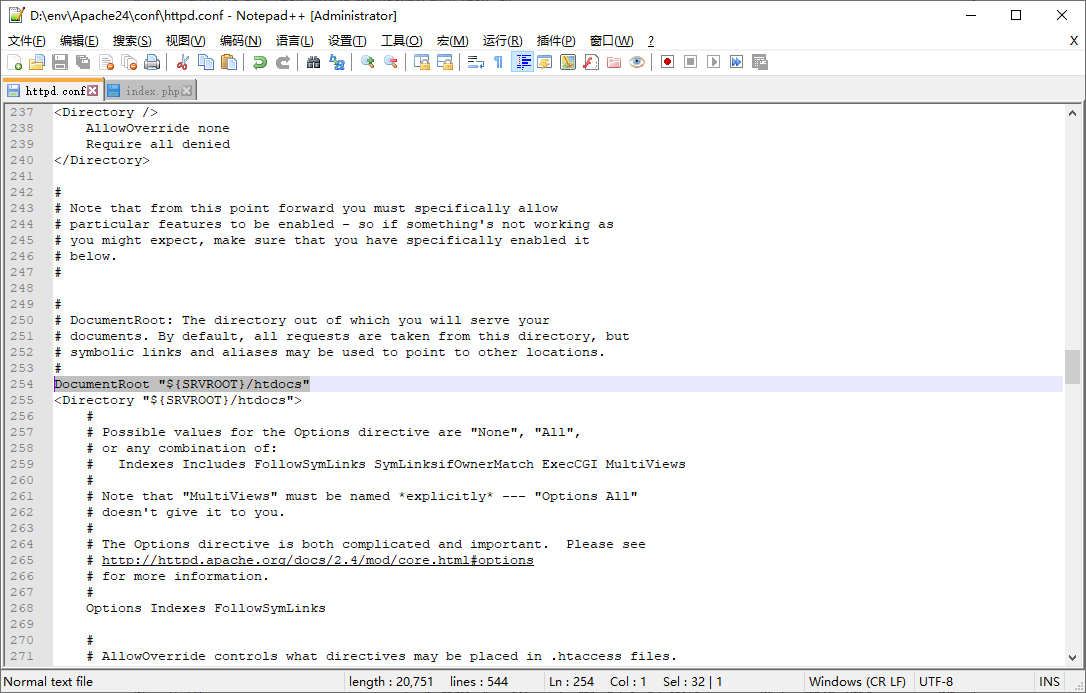 D:\env\Apache24\conf\httpd.conf - Notepad++ [Administrator]
文件(F) 编辑(E) 搜索(S) 视图(V) 编码(N) 语言(L) 设置(T) 工具(O) 宏(M) 运行(R) 插件(P) 窗口(W) ? X
httpd.conf index.php
237 <Directory />
238     AllowOverride none
239     Require all denied
240 </Directory>
241
242 #
243 # Note that from this point forward you must specifically allow
244 # particular features to be enabled - so if something's not working as
245 # you might expect, make sure that you have specifically enabled it
246 # below.
247 #
248
249 #
250 # DocumentRoot: The directory out of which you will serve your
251 # documents. By default, all requests are taken from this directory, but
252 # symbolic links and aliases may be used to point to other locations.
253 #
254 DocumentRoot "${SRVROOT}/htdocs"
255 <Directory "${SRVROOT}/htdocs">
256     #
257     # Possible values for the Options directive are "None", "All",
258     # or any combination of:
259     #   Indexes Includes FollowSymLinks SymLinksifOwnerMatch ExecCGI MultiViews
260     #
261     # Note that "MultiViews" must be named *explicitly* --- "Options All"
262     # doesn't give it to you.
263     #
264     # The Options directive is both complicated and important.  Please see
265     # http://httpd.apache.org/docs/2.4/mod/core.html#options
266     # for more information.
267     #
268     Options Indexes FollowSymLinks
269
270     #
271     # AllowOverride controls what directives may be placed in .htaccess files.
Normal text file length : 20,751 lines : 544 Ln : 254 Col : 1 Sel : 32 | 1 Windows (CR LF) UTF-8 INS